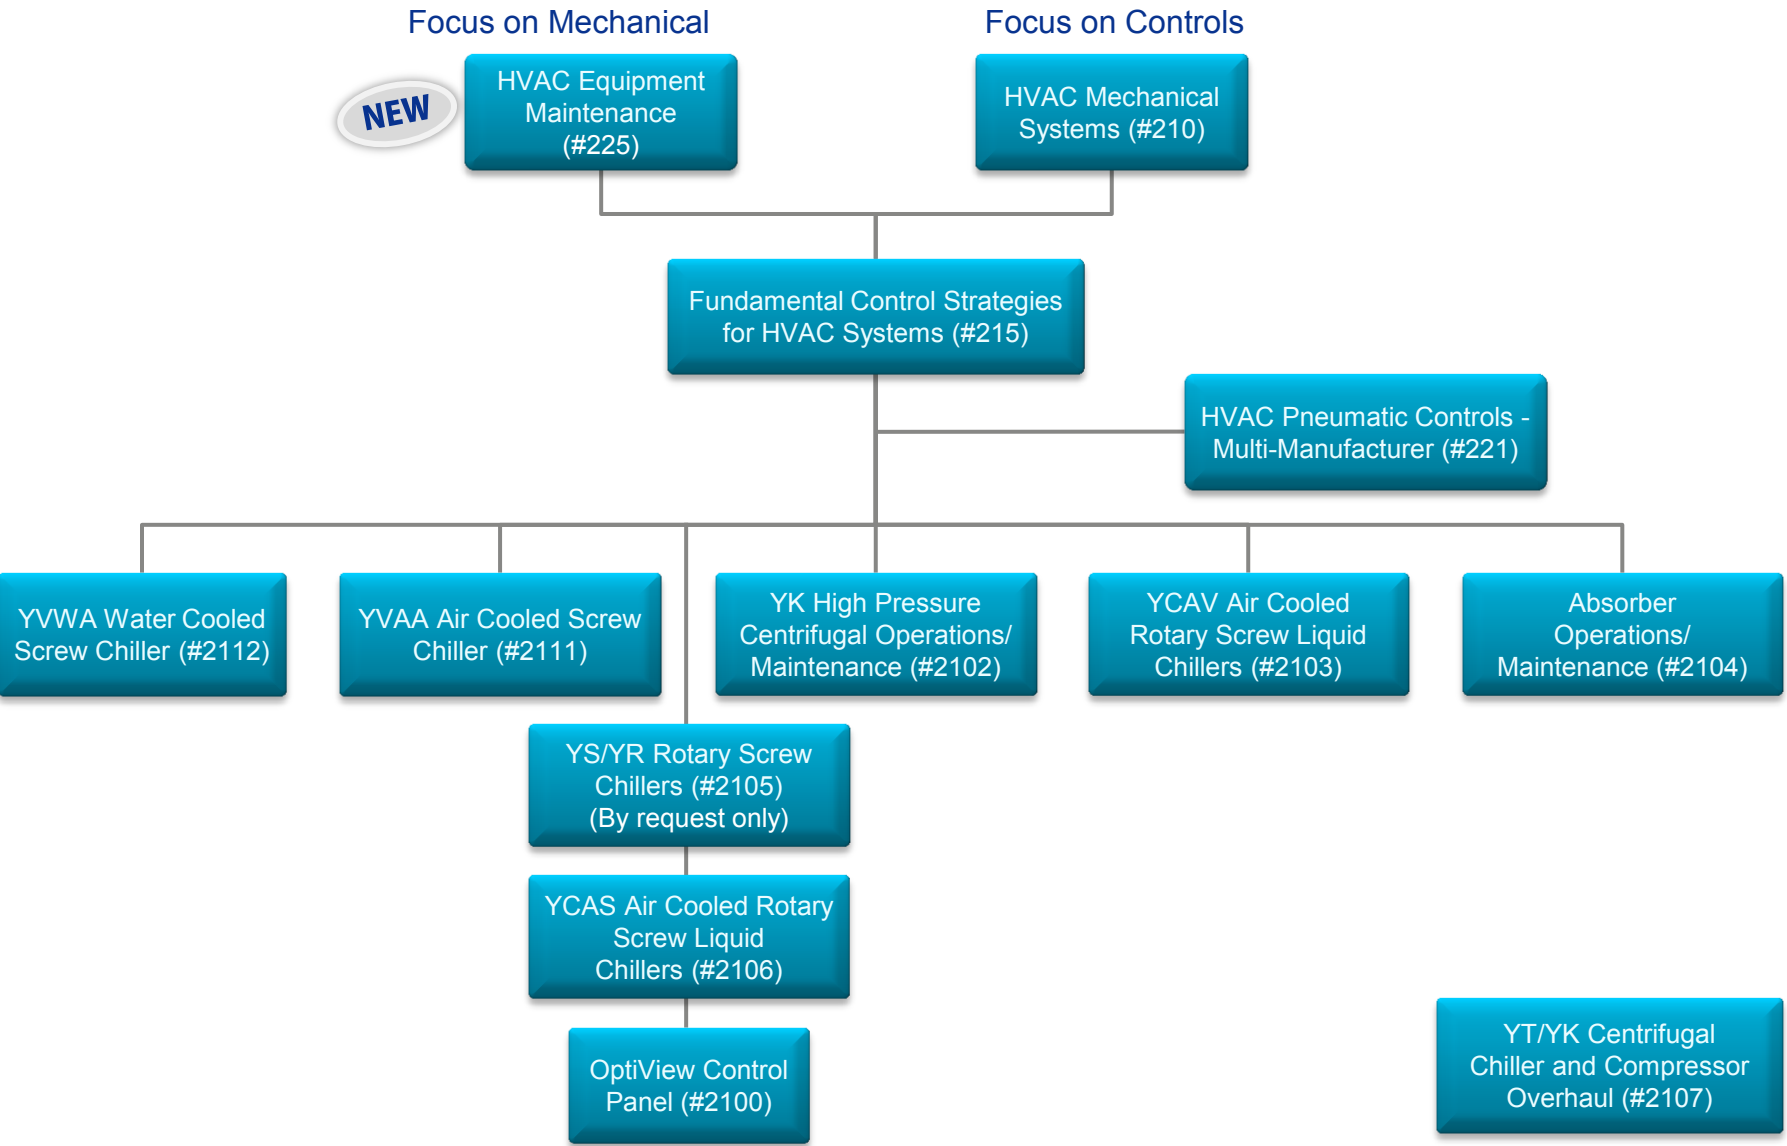 Focus on Mechanical
Focus on Controls
NEW
HVAC Equipment
Maintenance
(#225)
HVAC Mechanical
Systems (#210)
Fundamental Control Strategies
for HVAC Systems (#215)
HVAC Pneumatic Controls -
Multi-Manufacturer (#221)
YVWA Water Cooled
Screw Chiller (#2112)
YVAA Air Cooled Screw
Chiller (#2111)
YK High Pressure
Centrifugal Operations/
Maintenance (#2102)
YCAV Air Cooled
Rotary Screw Liquid
Chillers (#2103)
Absorber
Operations/
Maintenance (#2104)
YS/YR Rotary Screw
Chillers (#2105)
(By request only)
YCAS Air Cooled Rotary
Screw Liquid
Chillers (#2106)
OptiView Control
Panel (#2100)
YT/YK Centrifugal
Chiller and Compressor
Overhaul (#2107)